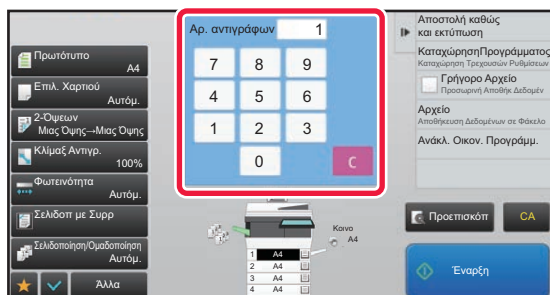 Πρωτότυπο
A4
Επιλ. Χαρτιού
Αυτόμ.
2-Όψεων
Μιας Όψης→Μιας Όψης
Κλίμαξ Αντιγρ.
100%
Φωτεινότητα
Αυτόμ.
Σελιδοπ με Συρρ
Σελιδοποίηση/Ομαδοποίηση
Αυτόμ.
Άλλα
Αρ. αντιγράφων 1
7 8 9
4 5 6
1 2 3
0 C
Κοινο
A4
1 A4
2 A4
3 A4
4 A4
Αποστολή καθώς
και εκτύπωση
ΚαταχώρησηΠρογράμματος
Καταχώρηση Τρεχουσών Ρυθμίσεων
Γρήγορο Αρχείο
Προσωρινή Αποθήκ Δεδομέν
Αρχείο
Αποθήκευση Δεδομένων σε Φάκελο
Ανάκλ. Οικον. Προγράμμ.
Προεπισκόπ
CA
Έναρξη